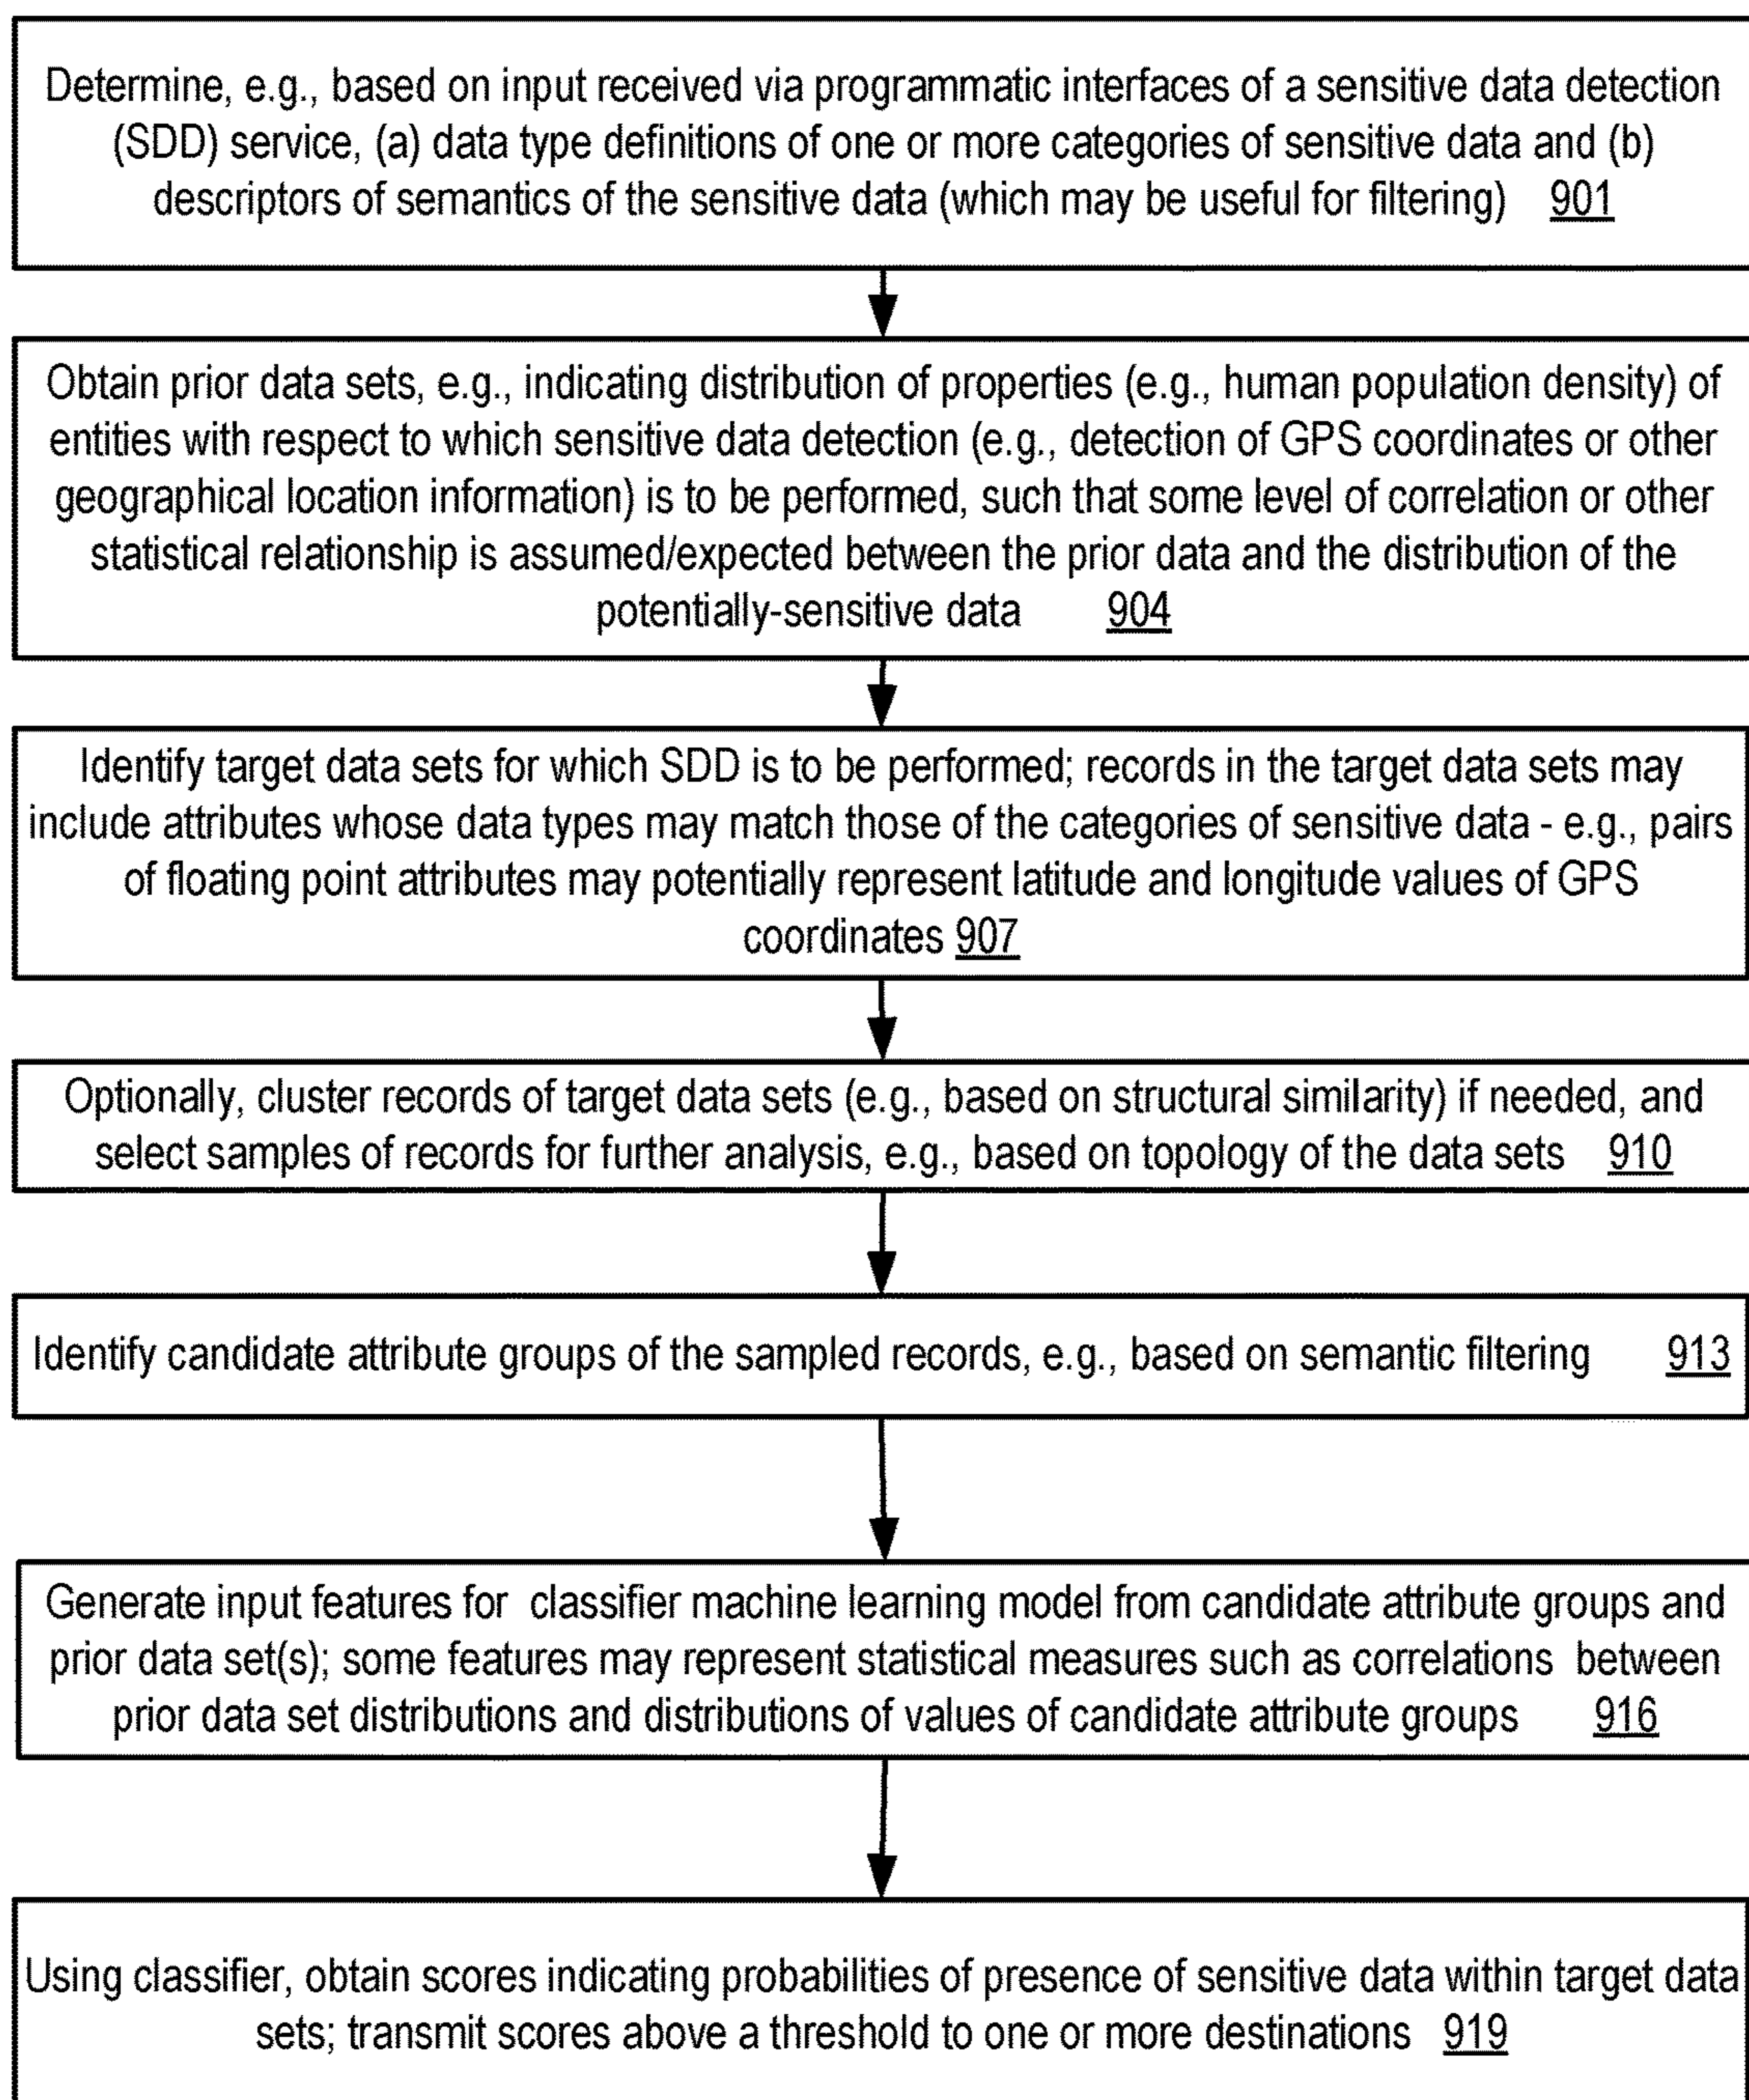 Determine, e.g., based on input received via programmatic interfaces of a sensitive data detection
(SDD) service, (a) data type definitions of one or more categories of sensitive data and (b)
descriptors of semantics of the sensitive data (which may be useful for filtering) 901
Obtain prior data sets, e.g., indicating distribution of properties (e.g., human population density) of
entities with respect to which sensitive data detection (e.g., detection of GPS coordinates or other
geographical location information) is to be performed, such that some level of correlation or other
statistical relationship is assumed/expected between the prior data and the distribution of the
potentially-sensitive data 904
Identify target data sets for which SDD is to be performed; records in the target data sets may
include attributes whose data types may match those of the categories of sensitive data - e.g., pairs
of floating point attributes may potentially represent latitude and longitude values of GPS
coordinates 907
Optionally, cluster records of target data sets (e.g., based on structural similarity) if needed, and
select samples of records for further analysis, e.g., based on topology of the data sets 910
Identify candidate attribute groups of the sampled records, e.g., based on semantic filtering 913
Generate input features for classifier machine learning model from candidate attribute groups and
prior data set(s); some features may represent statistical measures such as correlations between
prior data set distributions and distributions of values of candidate attribute groups 916
Using classifier, obtain scores indicating probabilities of presence of sensitive data within target data
sets; transmit scores above a threshold to one or more destinations 919